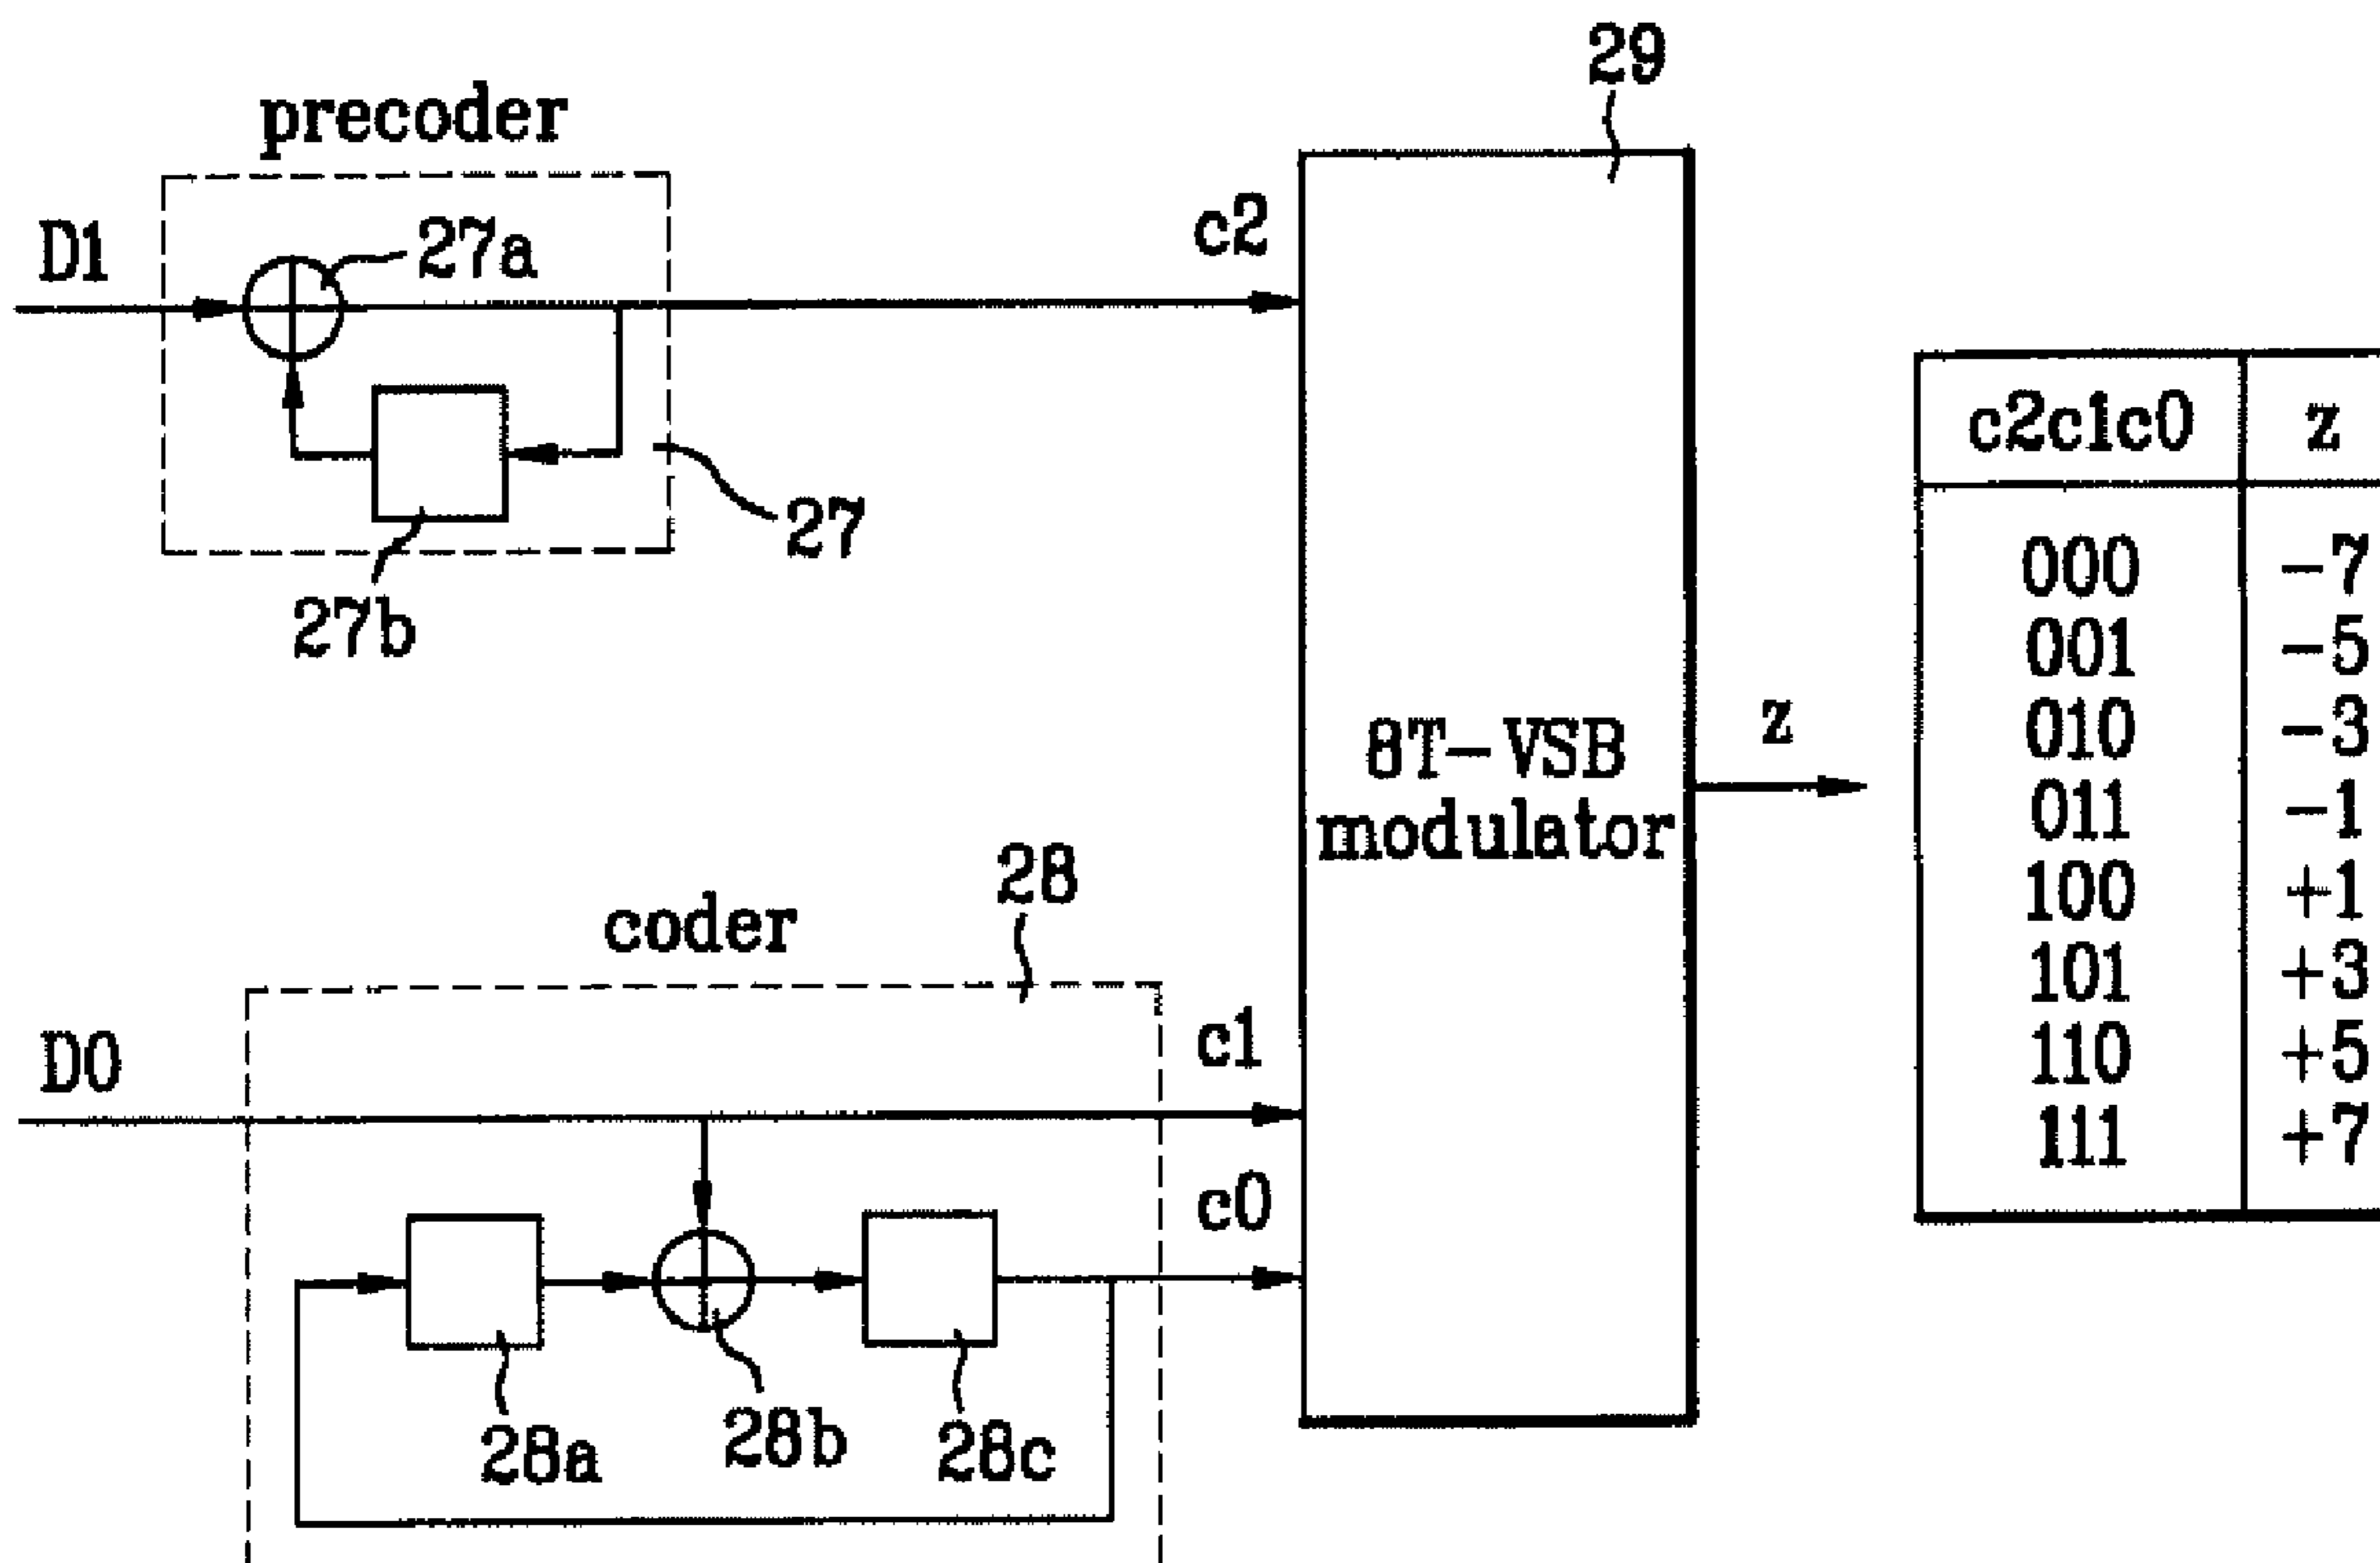 29
precoder
D1
27a
c2
27
27b
8T-VSB
modulator
z
coder
28
D0
c1
c0
28a
28b
28c
c2c1c0 z
000 -7
001 -5
010 -3
011 -1
100 +1
101 +3
110 +5
111 +7